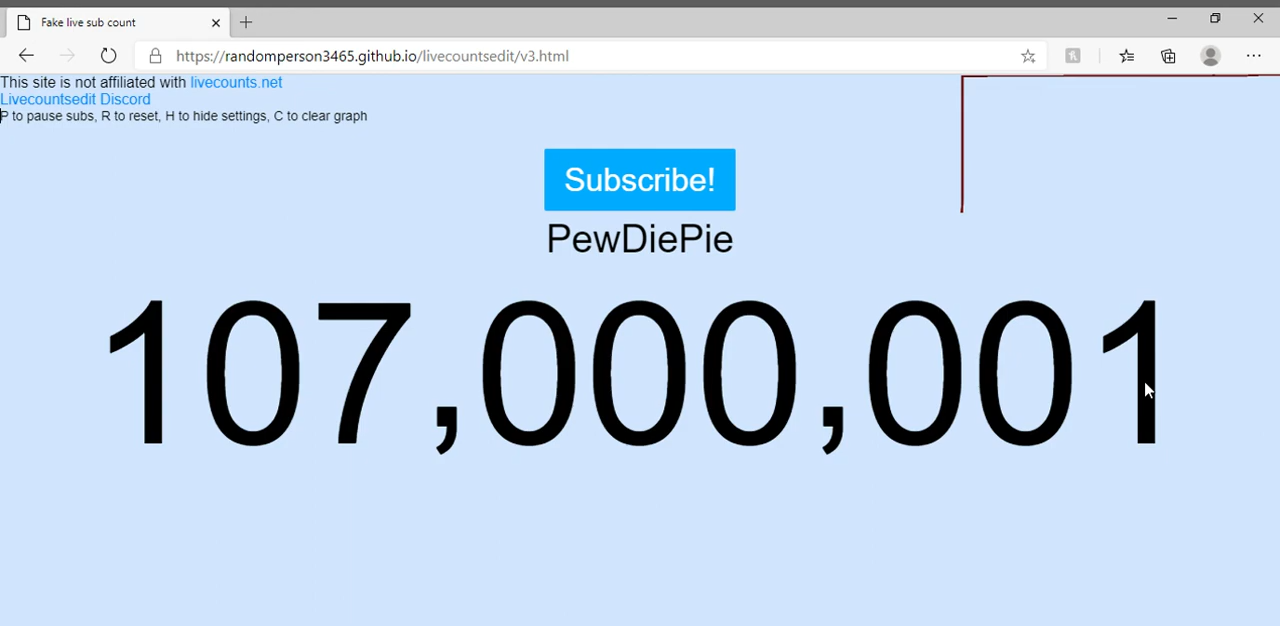 Fake live sub count
https://randomperson3465.github.io/livecountsedit/v3.html
This site is not affiliated with livecounts.net
Livecountsedit Discord
P to pause subs, R to reset, H to hide settings, C to clear graph
Subscribe!
PewDiePie
107,000,001